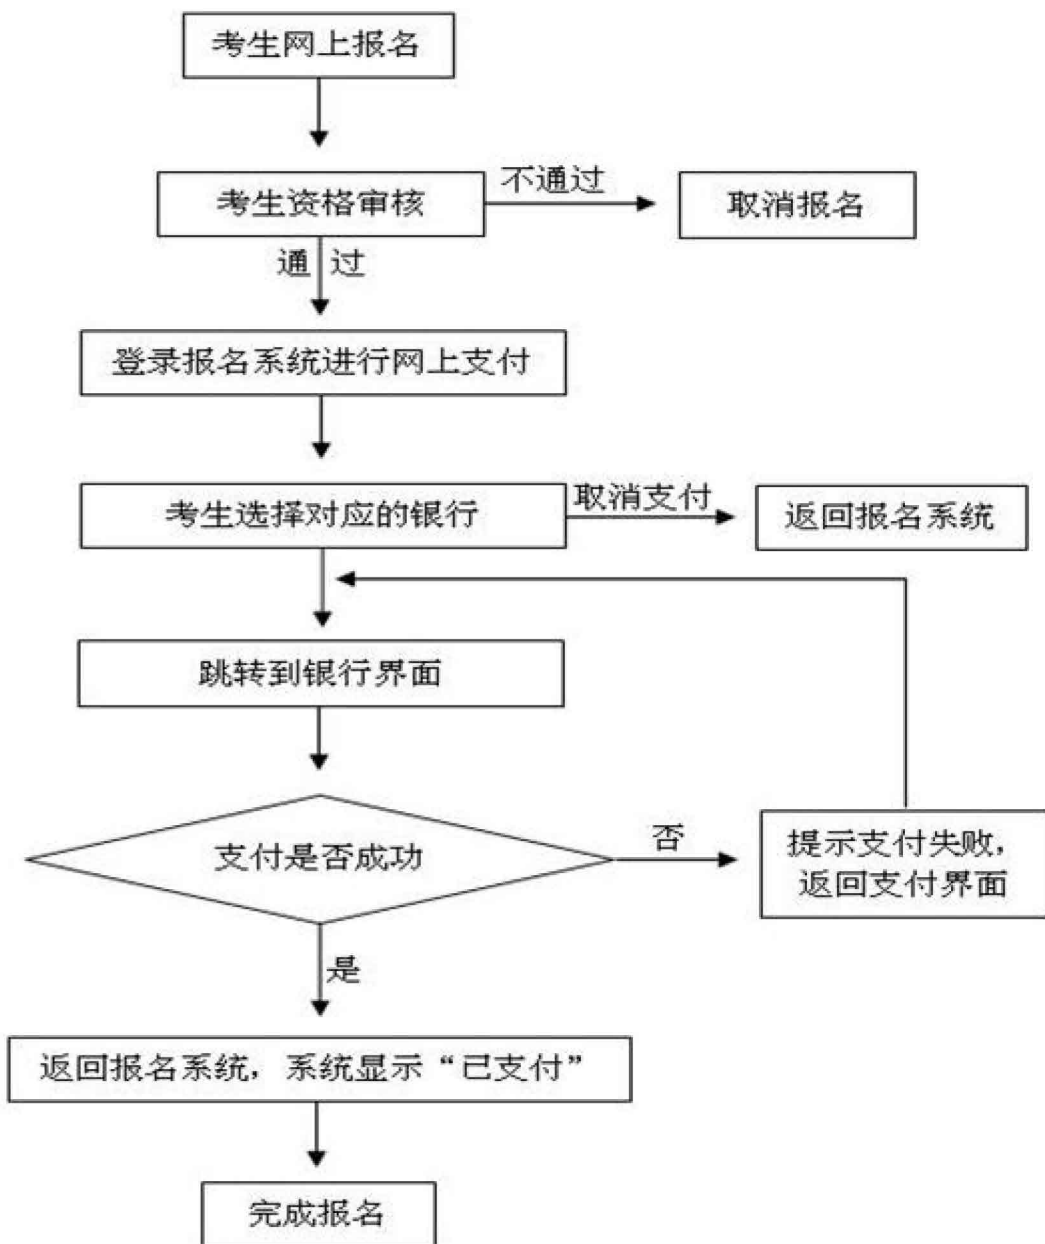 考生网上报名
考生资格审核
不通过
取消报名
通过
登录报名系统进行网上支付
考生选择对应的银行
取消支付
返回报名系统
跳转到银行界面
支付是否成功
否
提示支付失败，
返回支付界面
是
返回报名系统，系统显示“已支付”
完成报名